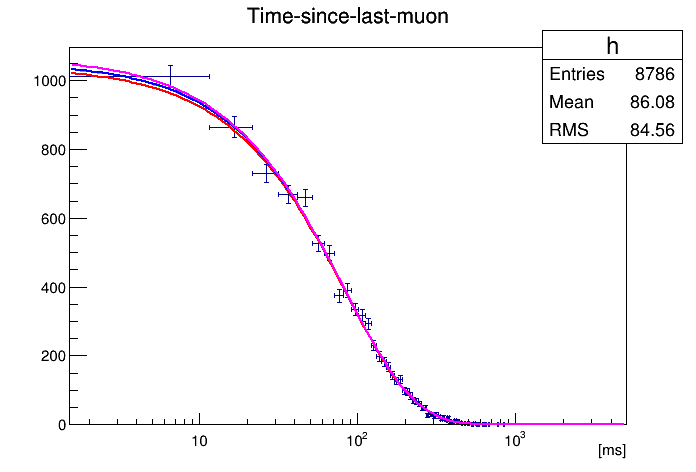 Time-since-last-muon
h
Entries 8786
Mean 86.08
RMS 84.56
1000
800
600
400
200
0
10
10²
10³
[ms]